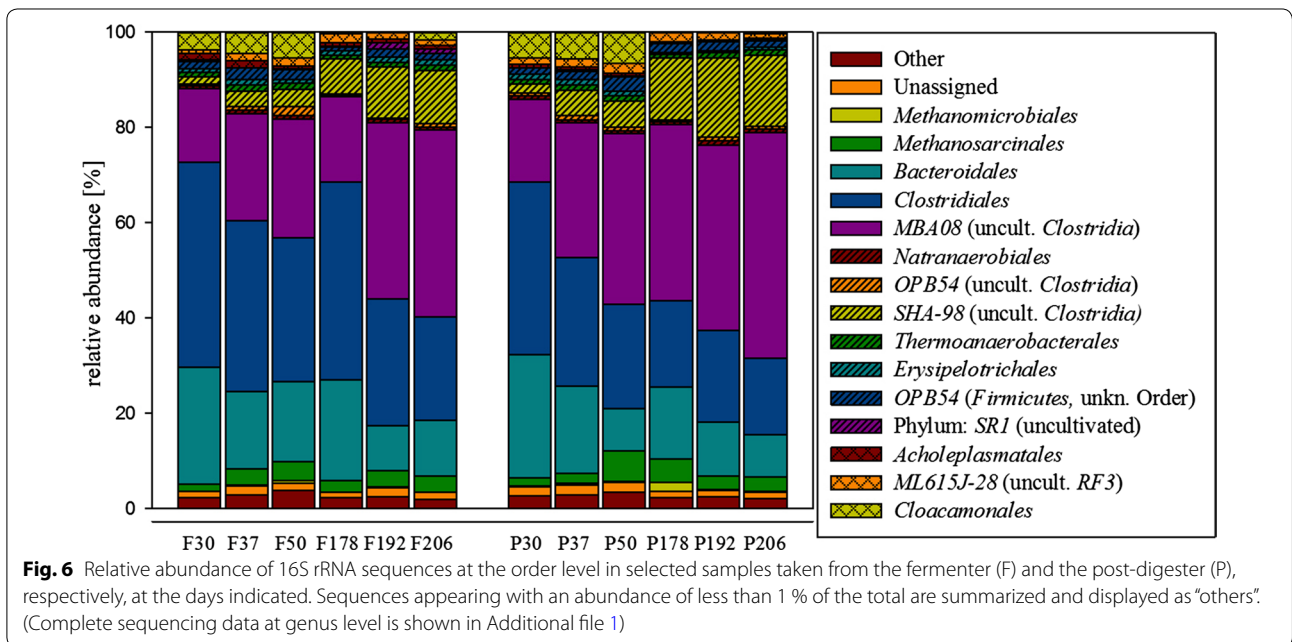 100
80
60
40
20
0
relative abundance [%]
F30 F37 F50 F178 F192 F206 P30 P37 P50 P178 P192 P206
Other
Unassigned
Methanomicrobiales
Methanosarcinales
Bacteroidales
Clostridiales
MBA08 (uncult. Clostridia)
Natranaerobiales
OPB54 (uncult. Clostridia)
SHA-98 (uncult. Clostridia)
Thermoanaerobacterales
Erysipelotrichales
OPB54 (Firmicutes, unkn. Order)
Phylum: SR1 (uncultivated)
Acholeplasmatales
ML615J-28 (uncult. RF3)
Cloacamonales
Fig. 6 Relative abundance of 16S rRNA sequences at the order level in selected samples taken from the fermenter (F) and the post-digester (P),
respectively, at the days indicated. Sequences appearing with an abundance of less than 1 % of the total are summarized and displayed as “others”.
(Complete sequencing data at genus level is shown in Additional file 1)